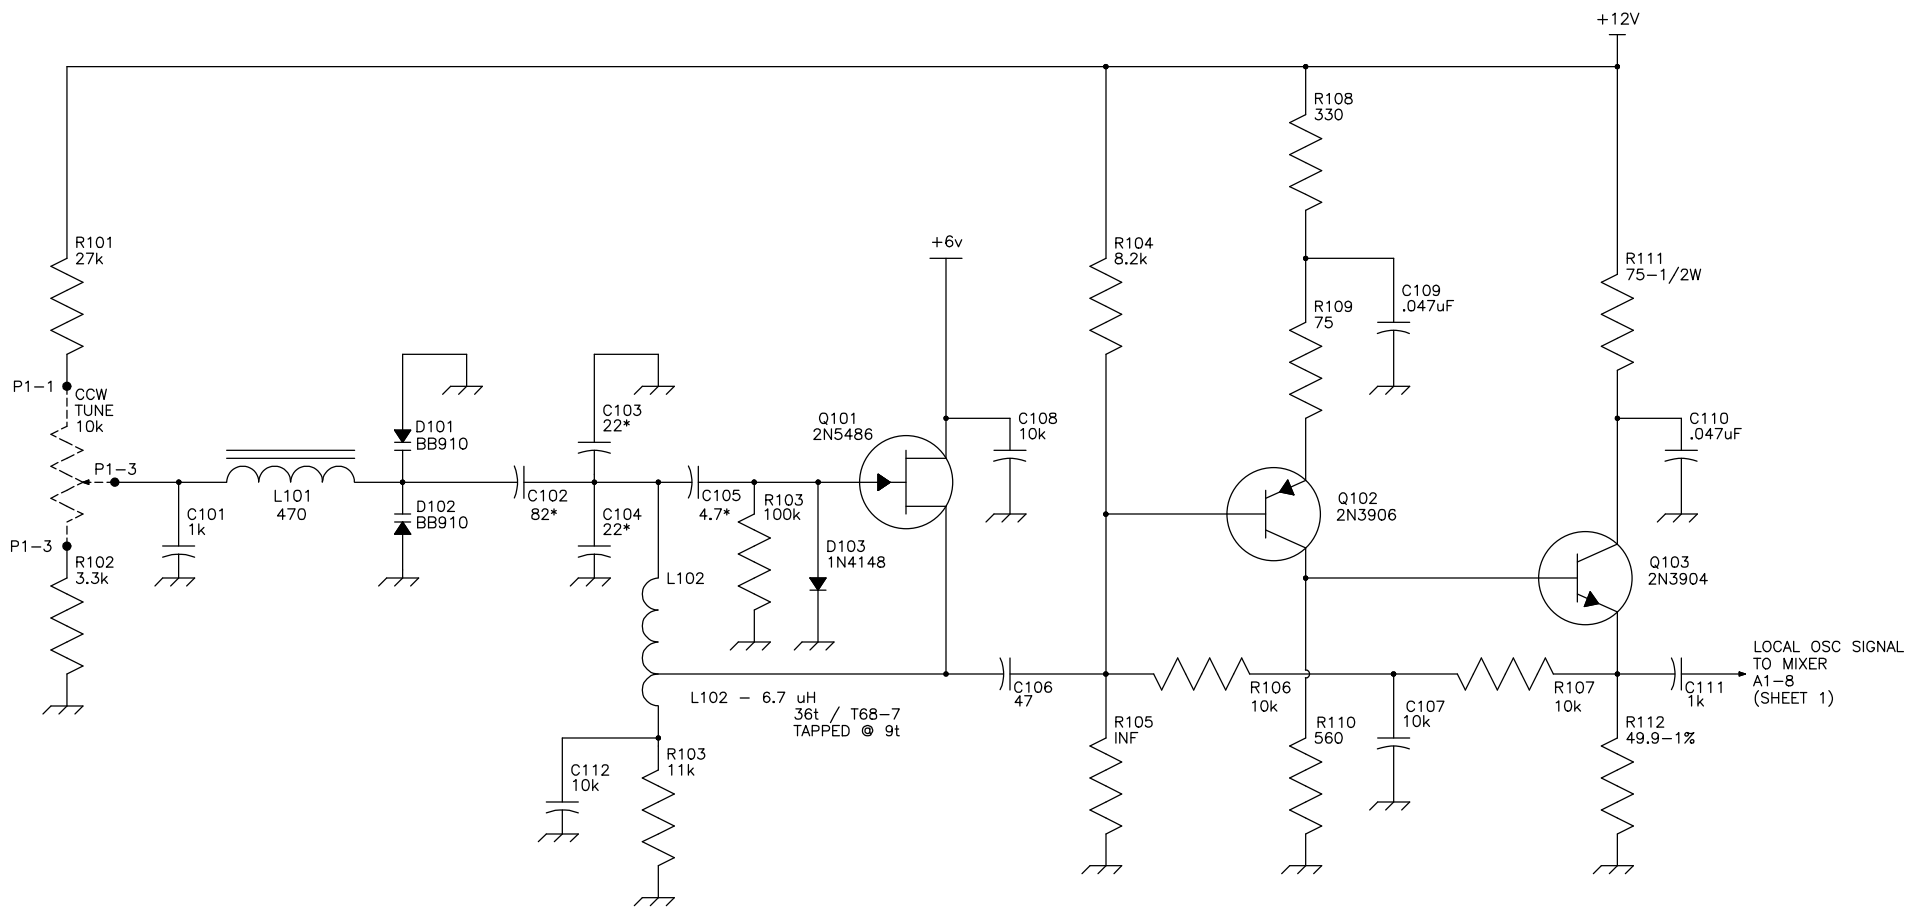 +12V
R108
330
R101
27k
+6v
R104
8.2k
R111
75-1/2W
C109
.047uF
R109
75
P1-1
CCW
TUNE
10k
D101
BB910
C103
22*
Q101
2N5486
C108
10k
C110
.047uF
P1-3
L101
470
C101
1k
D102
BB910
C102
82*
C104
22*
C105
4.7*
R103
100k
Q102
2N3906
P1-3
R102
3.3k
L102
D103
1N4148
Q103
2N3904
LOCAL OSC SIGNAL
TO MIXER
A1-8
(SHEET 1)
L102 - 6.7 uH
36t / T68-7
TAPPED @ 9t
C106
47
R106
10k
R107
10k
C111
1k
R105
INF
R110
560
C107
10k
R112
49.9-1%
R103
11k
C112
10k